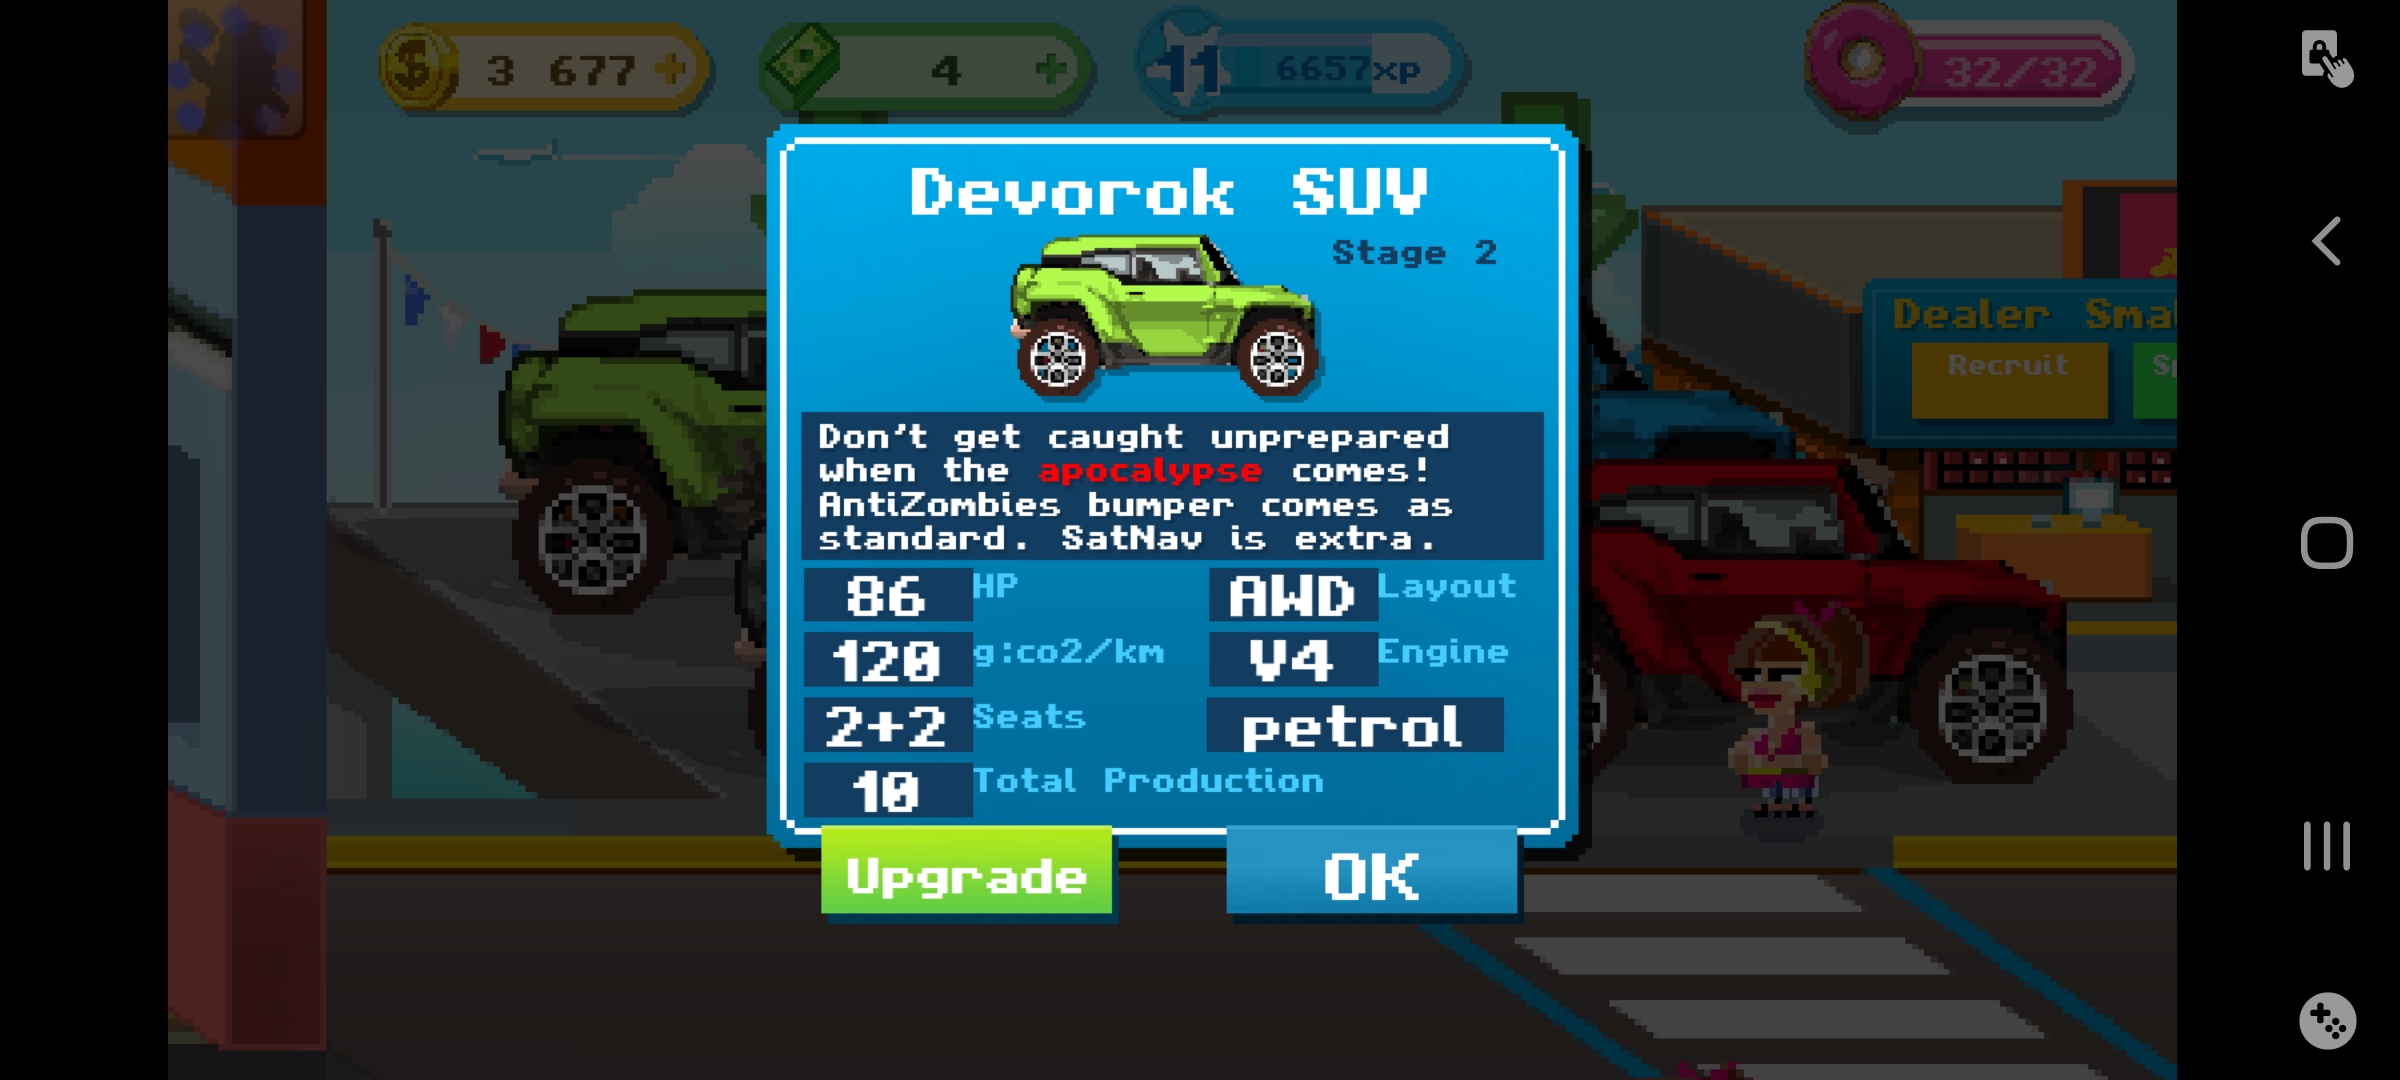 3 677 +
4 +
11 6657xp
32/32
Devorok SUV
Stage 2
Don't get caught unprepared
when the apocalypse comes!
AntiZombies bumper comes as
standard. SatNav is extra.
86 HP AWD Layout
120 g:co2/km V4 Engine
2+2 Seats petrol
10 Total Production
Upgrade OK
Dealer Sma
Recruit Sp